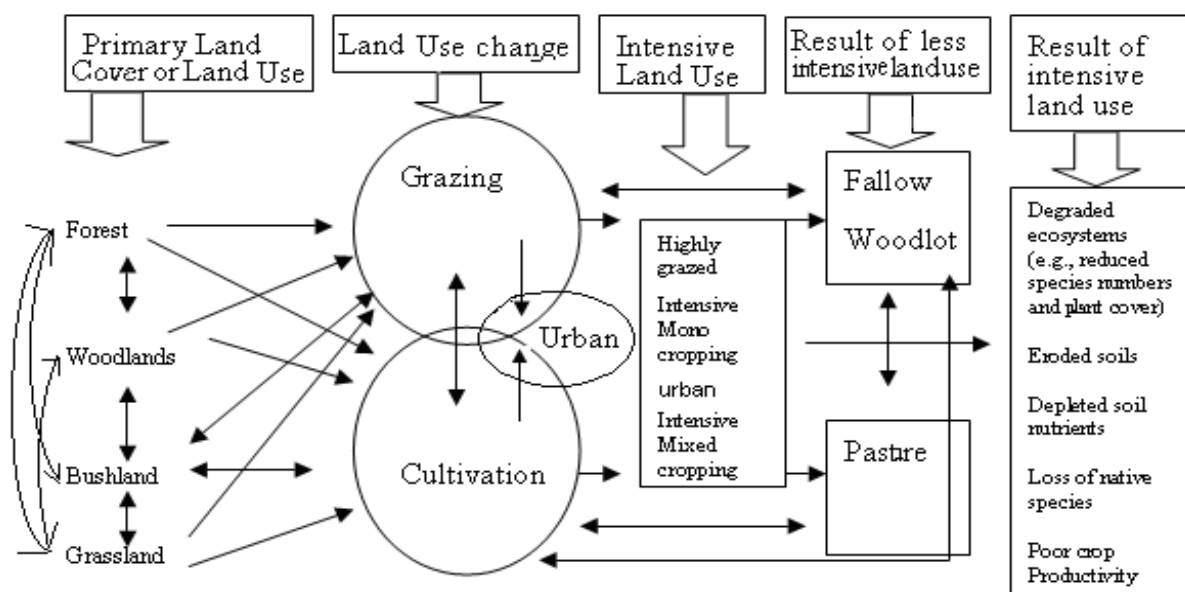 Primary Land
Cover or Land Use
Land Use change
Intensive
Land Use
Result of less
intensive land use
Result of
intensive
land use
Forest
Woodlands
Bushland
Grassland
Grazing
Urban
Cultivation
Highly
grazed
Intensive
Mono
cropping
urban
Intensive
Mixed
cropping
Fallow
Woodlot
Pasture
Degraded
ecosystems
(e.g., reduced
species numbers
and plant cover)
Eroded soils
Depleted soil
nutrients
Loss of native
species
Poor crop
Productivity